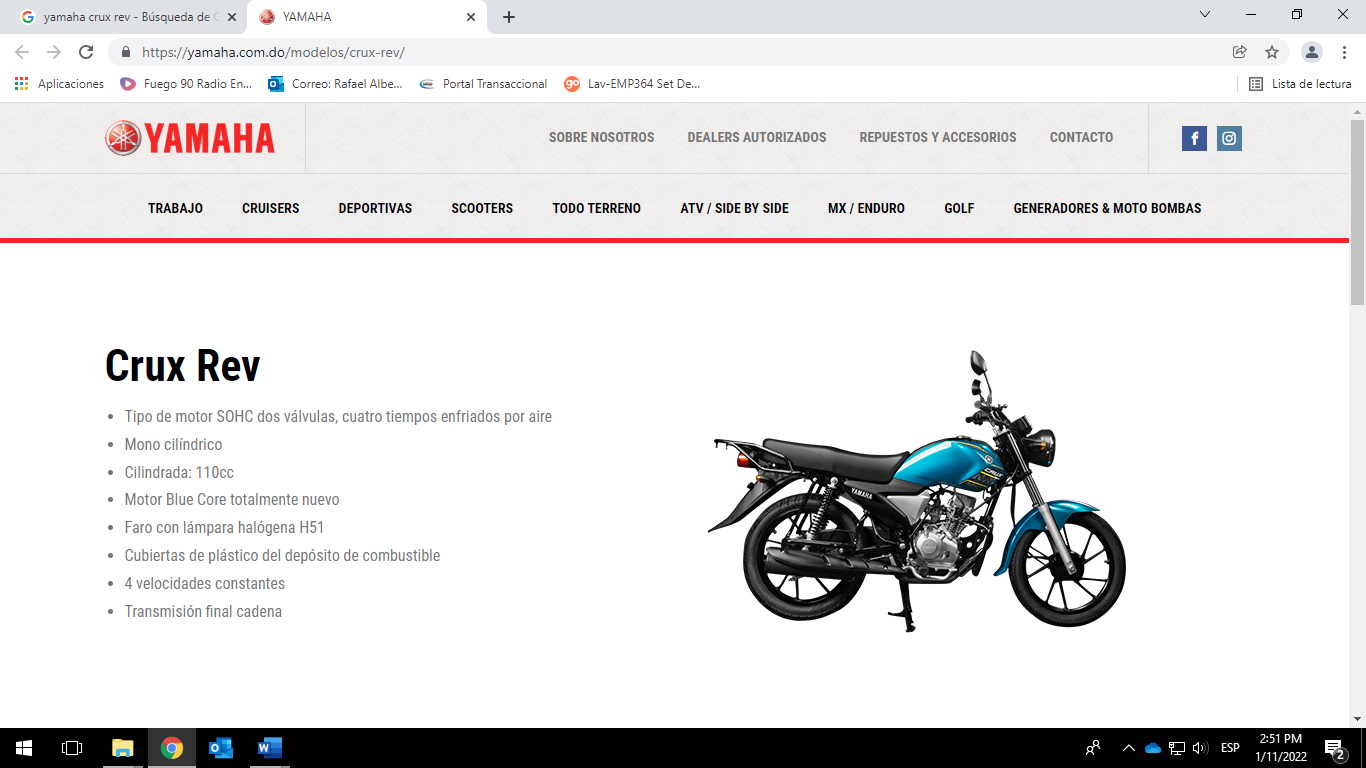 yamaha crux rev - Búsqueda de G
YAMAHA
https://yamaha.com.do/modelos/crux-rev/
Aplicaciones
Fuego 90 Radio En...
Correo: Rafael Albe...
Portal Transaccional
go
Lav-EMP364 Set De...
Lista de lectura
YAMAHA
SOBRE NOSOTROS
DEALERS AUTORIZADOS
REPUESTOS Y ACCESORIOS
CONTACTO
TRABAJO
CRUISERS
DEPORTIVAS
SCOOTERS
TODO TERRENO
ATV / SIDE BY SIDE
MX / ENDURO
GOLF
GENERADORES & MOTO BOMBAS
Crux Rev
Tipo de motor SOHC dos válvulas, cuatro tiempos enfriados por aire
Mono cilíndrico
Cilindrada: 110cc
Motor Blue Core totalmente nuevo
Faro con lámpara halógena H51
Cubiertas de plástico del depósito de combustible
4 velocidades constantes
Transmisión final cadena
CRUX
YAMAHA
ESP
2:51 PM
1/11/2022
2